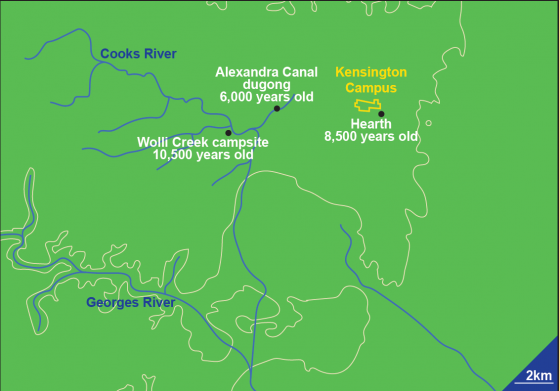 Cooks River
Alexandra Canal
dugong
6,000 years old
Kensington
Campus
Hearth
8,500 years old
Wolli Creek campsite
10,500 years old
Georges River
2km